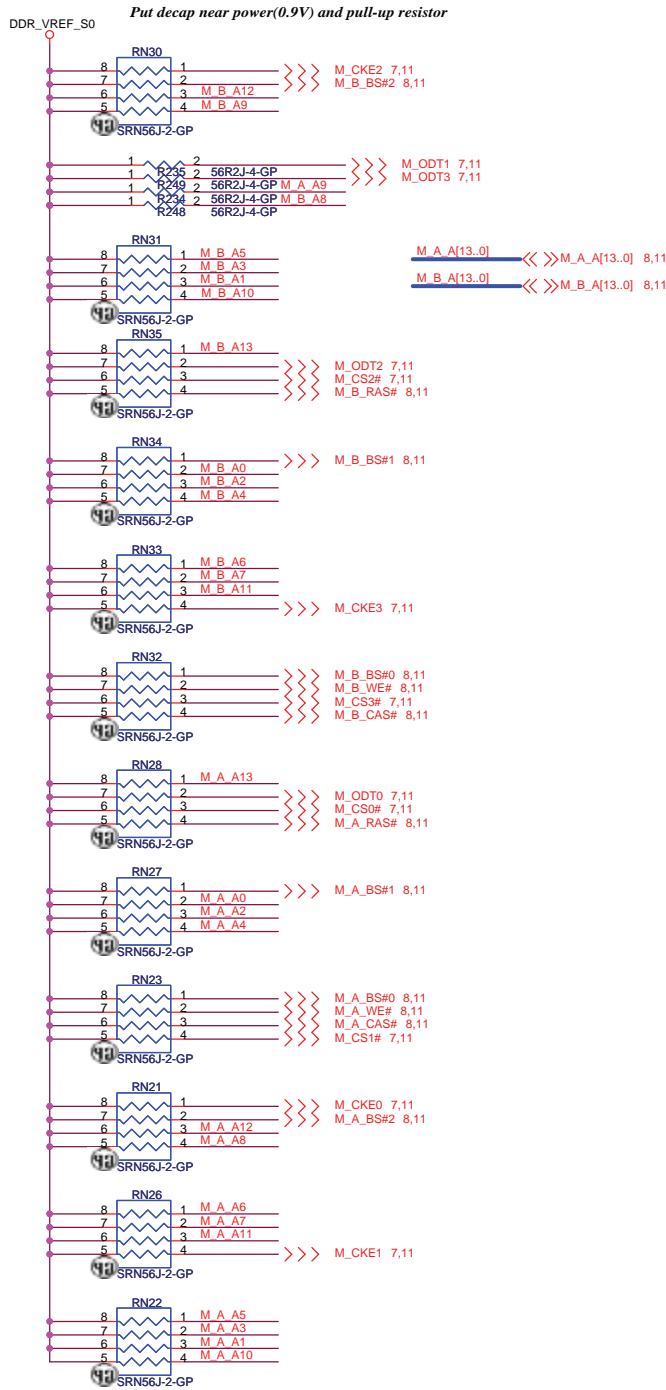 Put decap near power(0.9V) and pull-up resistor
DDR_VREF_S0
RN30
8 1 M_CKE2 7,11
7 2 M_B_BS#2 8,11
6 3 M_B_A12
5 4 M_B_A9
SRN56J-2-GP
1 2 M_ODT1 7,11
R235 56R2J-4-GP
1 2 M_ODT3 7,11
R249 56R2J-4-GP
1 2 M_A_A9
R234 56R2J-4-GP
1 2 M_B_A8
R248 56R2J-4-GP
RN31
8 1 M_B_A5
7 2 M_B_A3
6 3 M_B_A1
5 4 M_B_A10
SRN56J-2-GP
M_A_A[13..0] M_A_A[13..0] 8,11
M_B_A[13..0] M_B_A[13..0] 8,11
RN35
8 1 M_B_A13
7 2 M_ODT2 7,11
6 3 M_CS2# 7,11
5 4 M_B_RAS# 8,11
SRN56J-2-GP
RN34
8 1 M_B_BS#1 8,11
7 2 M_B_A0
6 3 M_B_A2
5 4 M_B_A4
SRN56J-2-GP
RN33
8 1 M_B_A6
7 2 M_B_A7
6 3 M_B_A11
5 4 M_CKE3 7,11
SRN56J-2-GP
RN32
8 1 M_B_BS#0 8,11
7 2 M_B_WE# 8,11
6 3 M_CS3# 7,11
5 4 M_B_CAS# 8,11
SRN56J-2-GP
RN28
8 1 M_A_A13
7 2 M_ODT0 7,11
6 3 M_CS0# 7,11
5 4 M_A_RAS# 8,11
SRN56J-2-GP
RN27
8 1 M_A_BS#1 8,11
7 2 M_A_A0
6 3 M_A_A2
5 4 M_A_A4
SRN56J-2-GP
RN23
8 1 M_A_BS#0 8,11
7 2 M_A_WE# 8,11
6 3 M_A_CAS# 8,11
5 4 M_CS1# 7,11
SRN56J-2-GP
RN21
8 1 M_CKE0 7,11
7 2 M_A_BS#2 8,11
6 3 M_A_A12
5 4 M_A_A8
SRN56J-2-GP
RN26
8 1 M_A_A6
7 2 M_A_A7
6 3 M_A_A11
5 4 M_CKE1 7,11
SRN56J-2-GP
RN22
8 1 M_A_A5
7 2 M_A_A3
6 3 M_A_A1
5 4 M_A_A10
SRN56J-2-GP